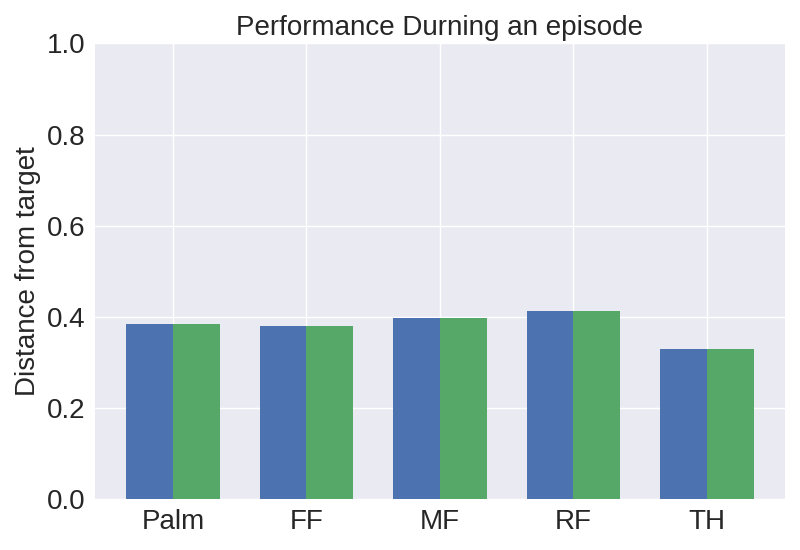 Performance Durning an episode
Distance from target
1.0
0.8
0.6
0.4
0.2
0.0
Palm FF MF RF TH